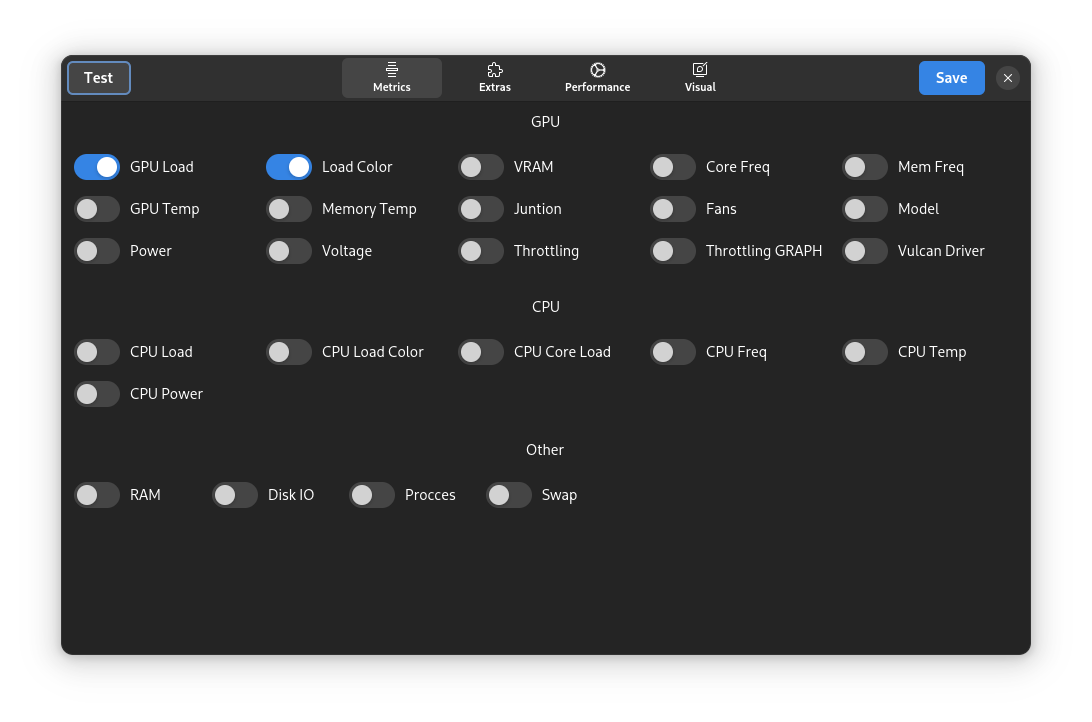 Test Metrics Extras Performance Visual Save
GPU
GPU Load Load Color VRAM Core Freq Mem Freq
GPU Temp Memory Temp Juntion Fans Model
Power Voltage Throttling Throttling GRAPH Vulcan Driver
CPU
CPU Load CPU Load Color CPU Core Load CPU Freq CPU Temp
CPU Power
Other
RAM Disk IO Procces Swap